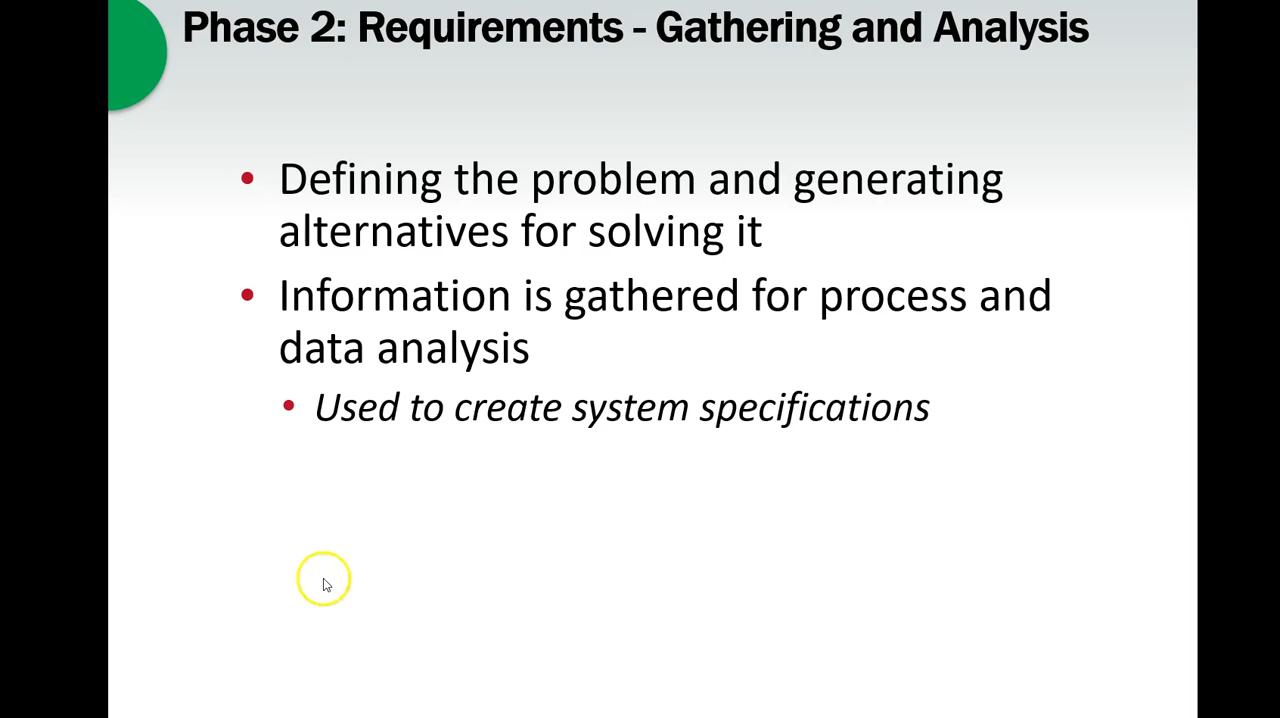 Phase 2: Requirements - Gathering and Analysis
• Defining the problem and generating
alternatives for solving it
• Information is gathered for process and
data analysis
• Used to create system specifications